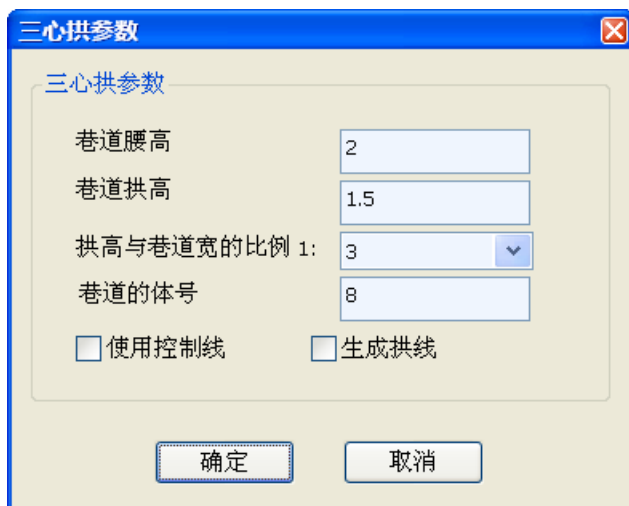 三心拱参数
三心拱参数
巷道腰高 2
巷道拱高 1.5
拱高与巷道宽的比例 1: 3
巷道的体号 8
使用控制线 生成拱线
确定 取消